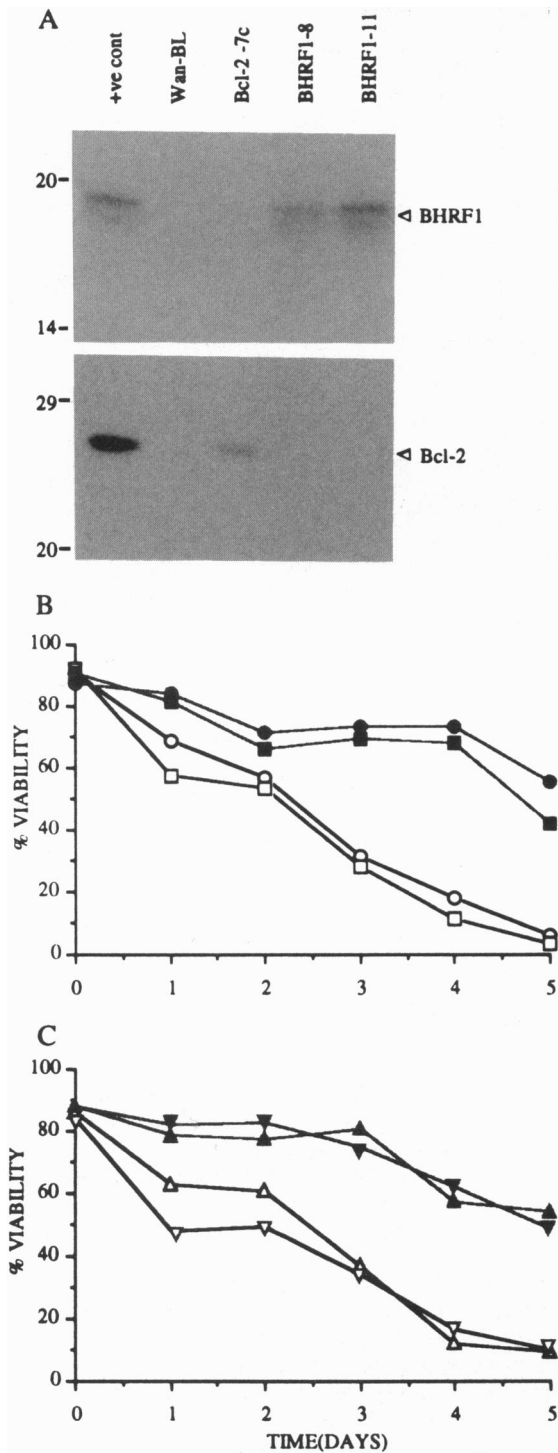 A
+ve cont
Wan-BL
Bcl-2 -7c
BHRF1-8
BHRF1-11
20
BHRF1
14
29
Bcl-2
20
B
100
80
60
40
20
0
% VIABILITY
0 1 2 3 4 5
C
100
80
60
40
20
0
% VIABILITY
0 1 2 3 4 5
TIME(DAYS)